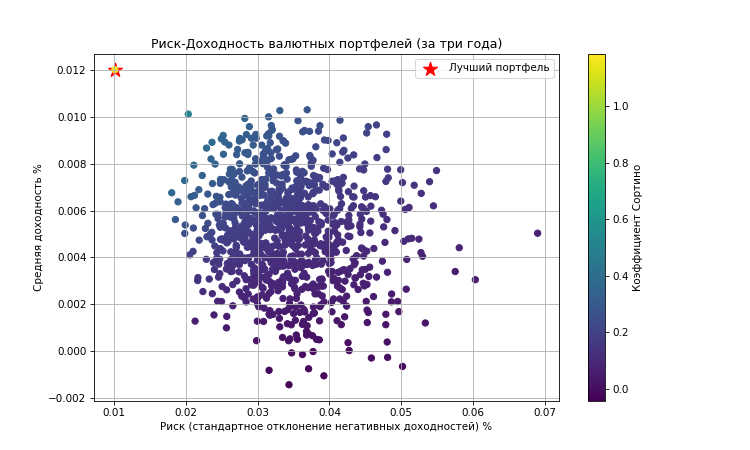 Риск-Доходность валютных портфелей (за три года)
Лучший портфель
0.012
0.010
0.008
0.006
0.004
0.002
0.000
−0.002
Средняя доходность %
0.01 0.02 0.03 0.04 0.05 0.06 0.07
Риск (стандартное отклонение негативных доходностей) %
1.0
0.8
0.6
0.4
0.2
0.0
Коэффициент Сортино